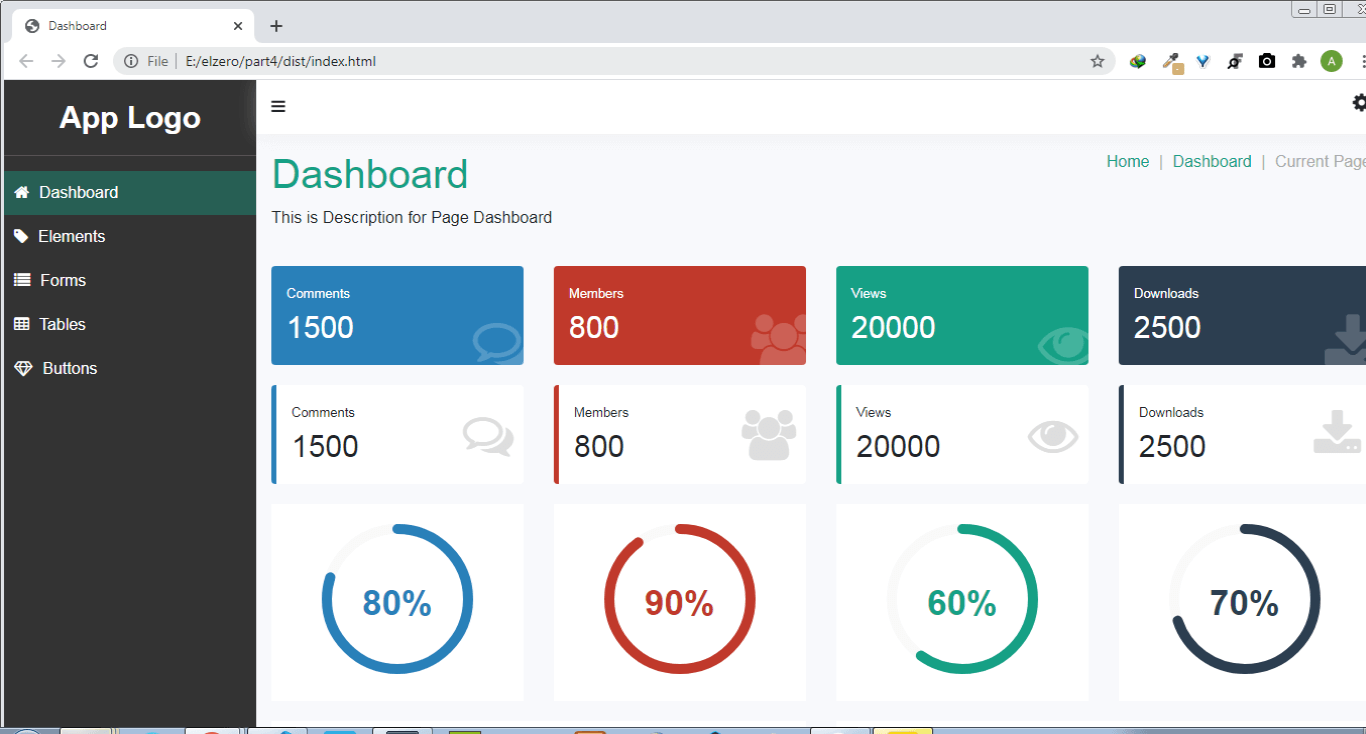 Dashboard
File E:/elzero/part4/dist/index.html
A
App Logo
Dashboard
Elements
Forms
Tables
Buttons
Dashboard
Home | Dashboard | Current Page
This is Description for Page Dashboard
Comments
1500
Members
800
Views
20000
Downloads
2500
Comments
1500
Members
800
Views
20000
Downloads
2500
80%
90%
60%
70%